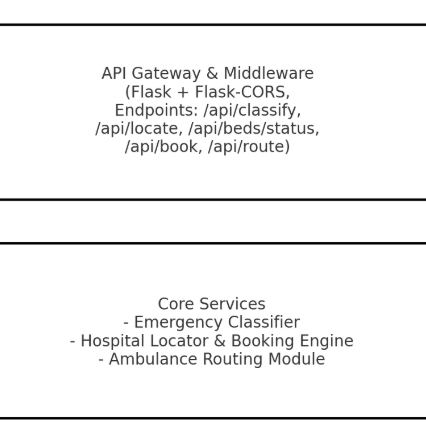 API Gateway & Middleware
(Flask + Flask-CORS,
Endpoints: /api/classify,
/api/locate, /api/beds/status,
/api/book, /api/route)
Core Services
- Emergency Classifier
- Hospital Locator & Booking Engine
- Ambulance Routing Module